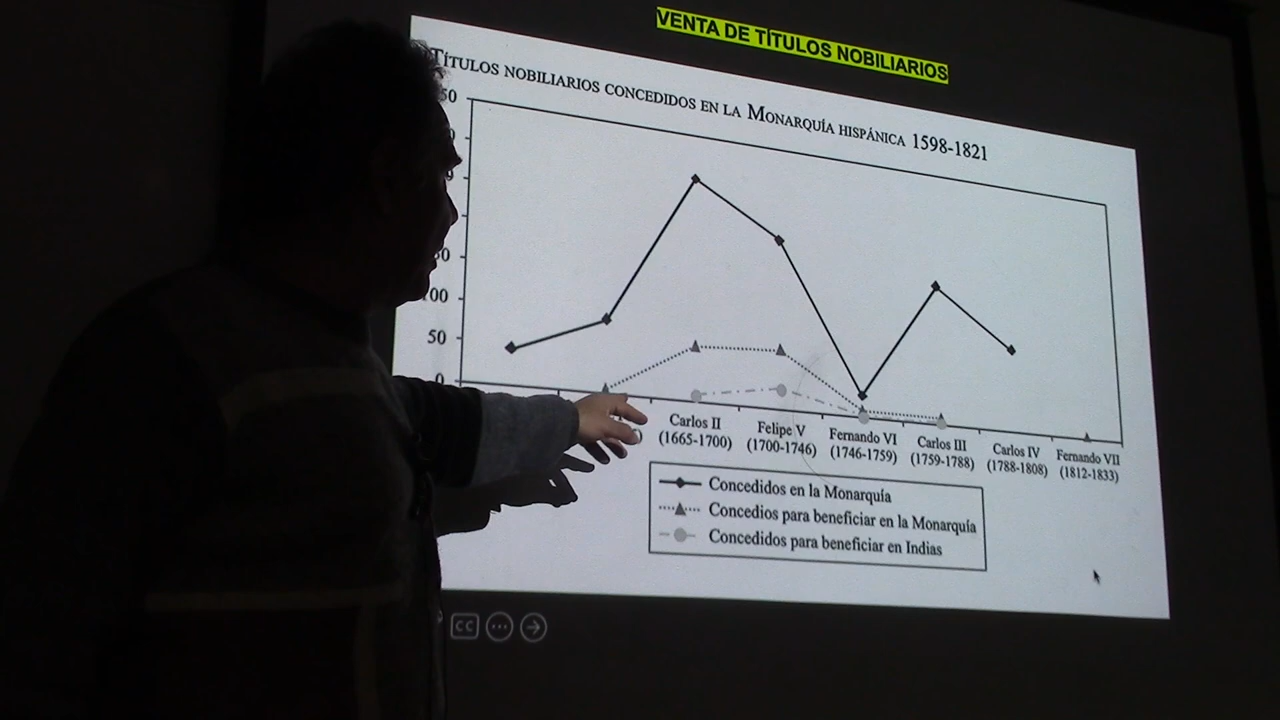 VENTA DE TÍTULOS NOBILIARIOS
TÍTULOS NOBILIARIOS CONCEDIDOS EN LA MONARQUÍA HISPÁNICA 1598-1821
50
100
50
0
Carlos II
(1665-1700)
Felipe V
(1700-1746)
Fernando VI
(1746-1759)
Carlos III
(1759-1788)
Carlos IV
(1788-1808)
Fernando VII
(1812-1833)
Concedidos en la Monarquía
Concedios para beneficiar en la Monarquía
Concedidos para beneficiar en Indias
CC